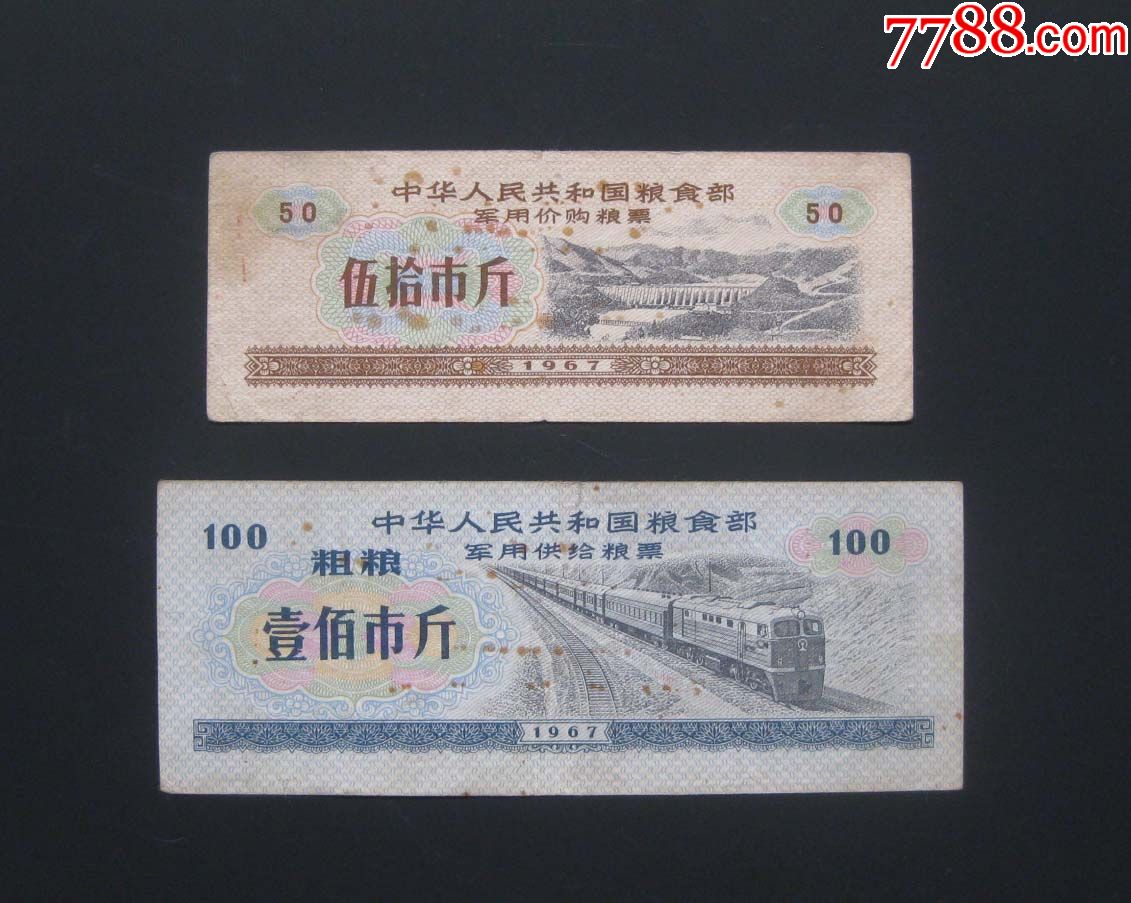 7788.com
中华人民共和国粮食部
50 军用价购粮票 50
伍拾市斤
1967
中华人民共和国粮食部
100 军用供给粮票 100
粗粮
壹佰市斤
1967